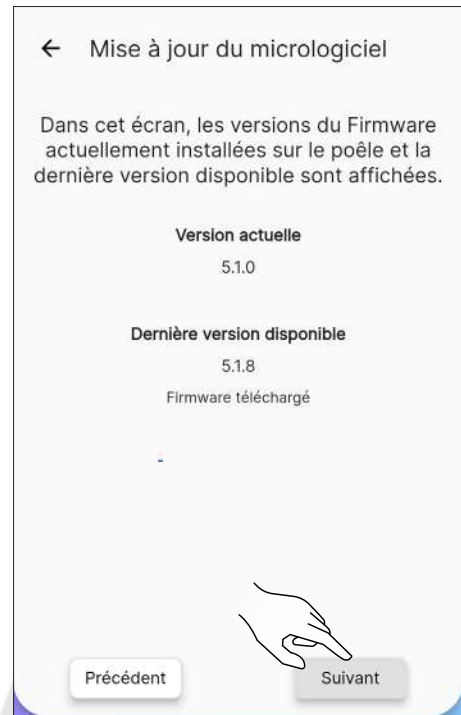 Mise à jour du micrologiciel
Dans cet écran, les versions du Firmware
actuellement installées sur le poêle et la
dernière version disponible sont affichées.
Version actuelle
5.1.0
Dernière version disponible
5.1.8
Firmware téléchargé
Précédent Suivant